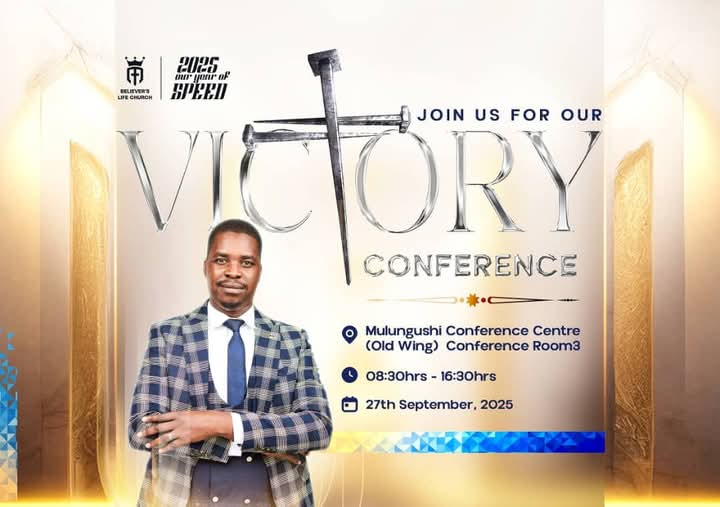 BELIEVER'S
LIFE CHURCH
2025
our year of
SPEED
JOIN US FOR OUR
VICTORY
CONFERENCE
Mulungushi Conference Centre
(Old Wing) Conference Room3
08:30hrs - 16:30hrs
27th September, 2025